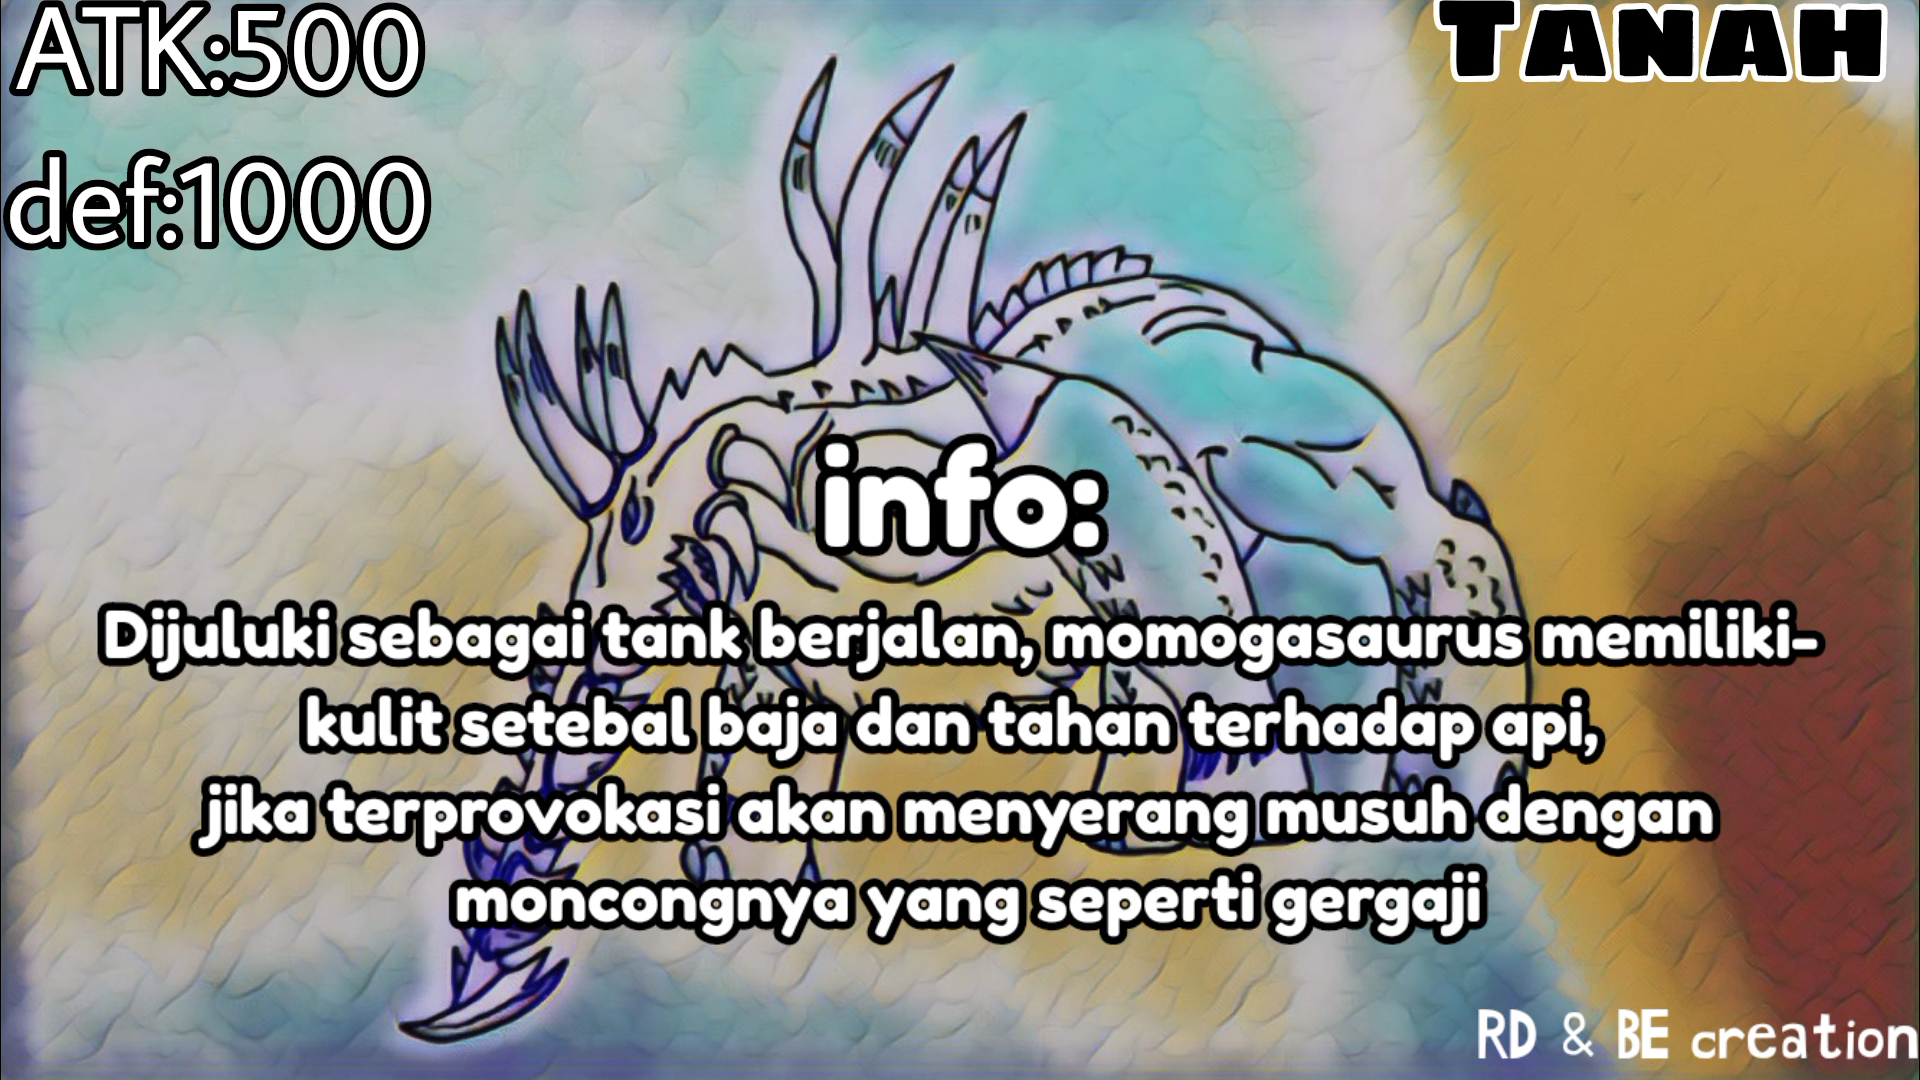 ATK:500
TANAH
def:1000
info:
Dijuluki sebagai tank berjalan, momogasaurus memiliki-
kulit setebal baja dan tahan terhadap api,
jika terprovokasi akan menyerang musuh dengan
moncongnya yang seperti gergaji
RD & BE creation